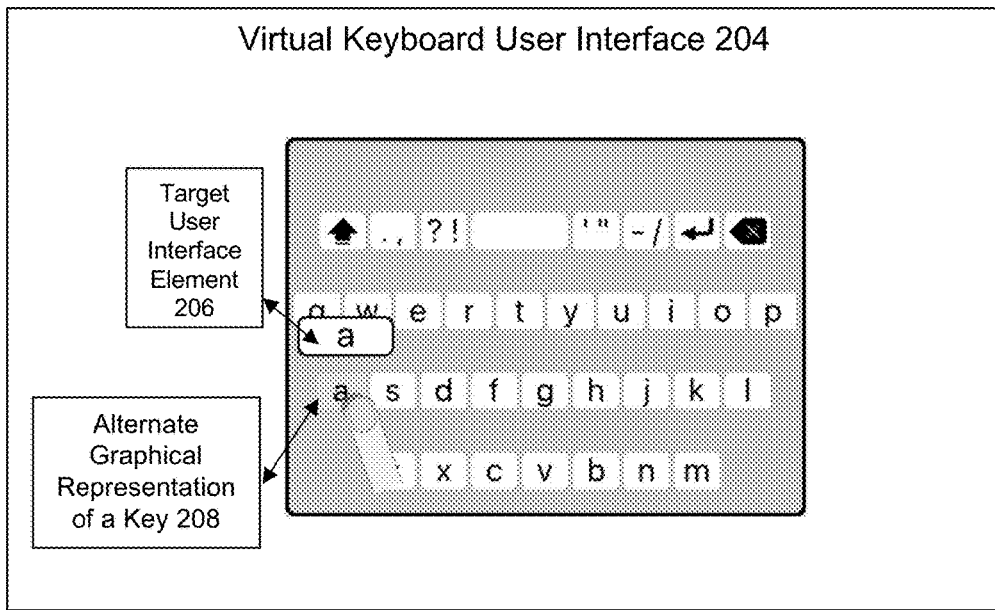 Virtual Keyboard User Interface 204
Target
User
Interface
Element
206
. , ? ! ' " - /
q w e r t y u i o p
a
a s d f g h j k l
x c v b n m
Alternate
Graphical
Representation
of a Key 208